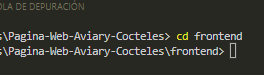 OLA DE DEPURACIÓN
s\Pagina-Web-Aviary-Cocteles> cd frontend
s\Pagina-Web-Aviary-Cocteles\frontend>